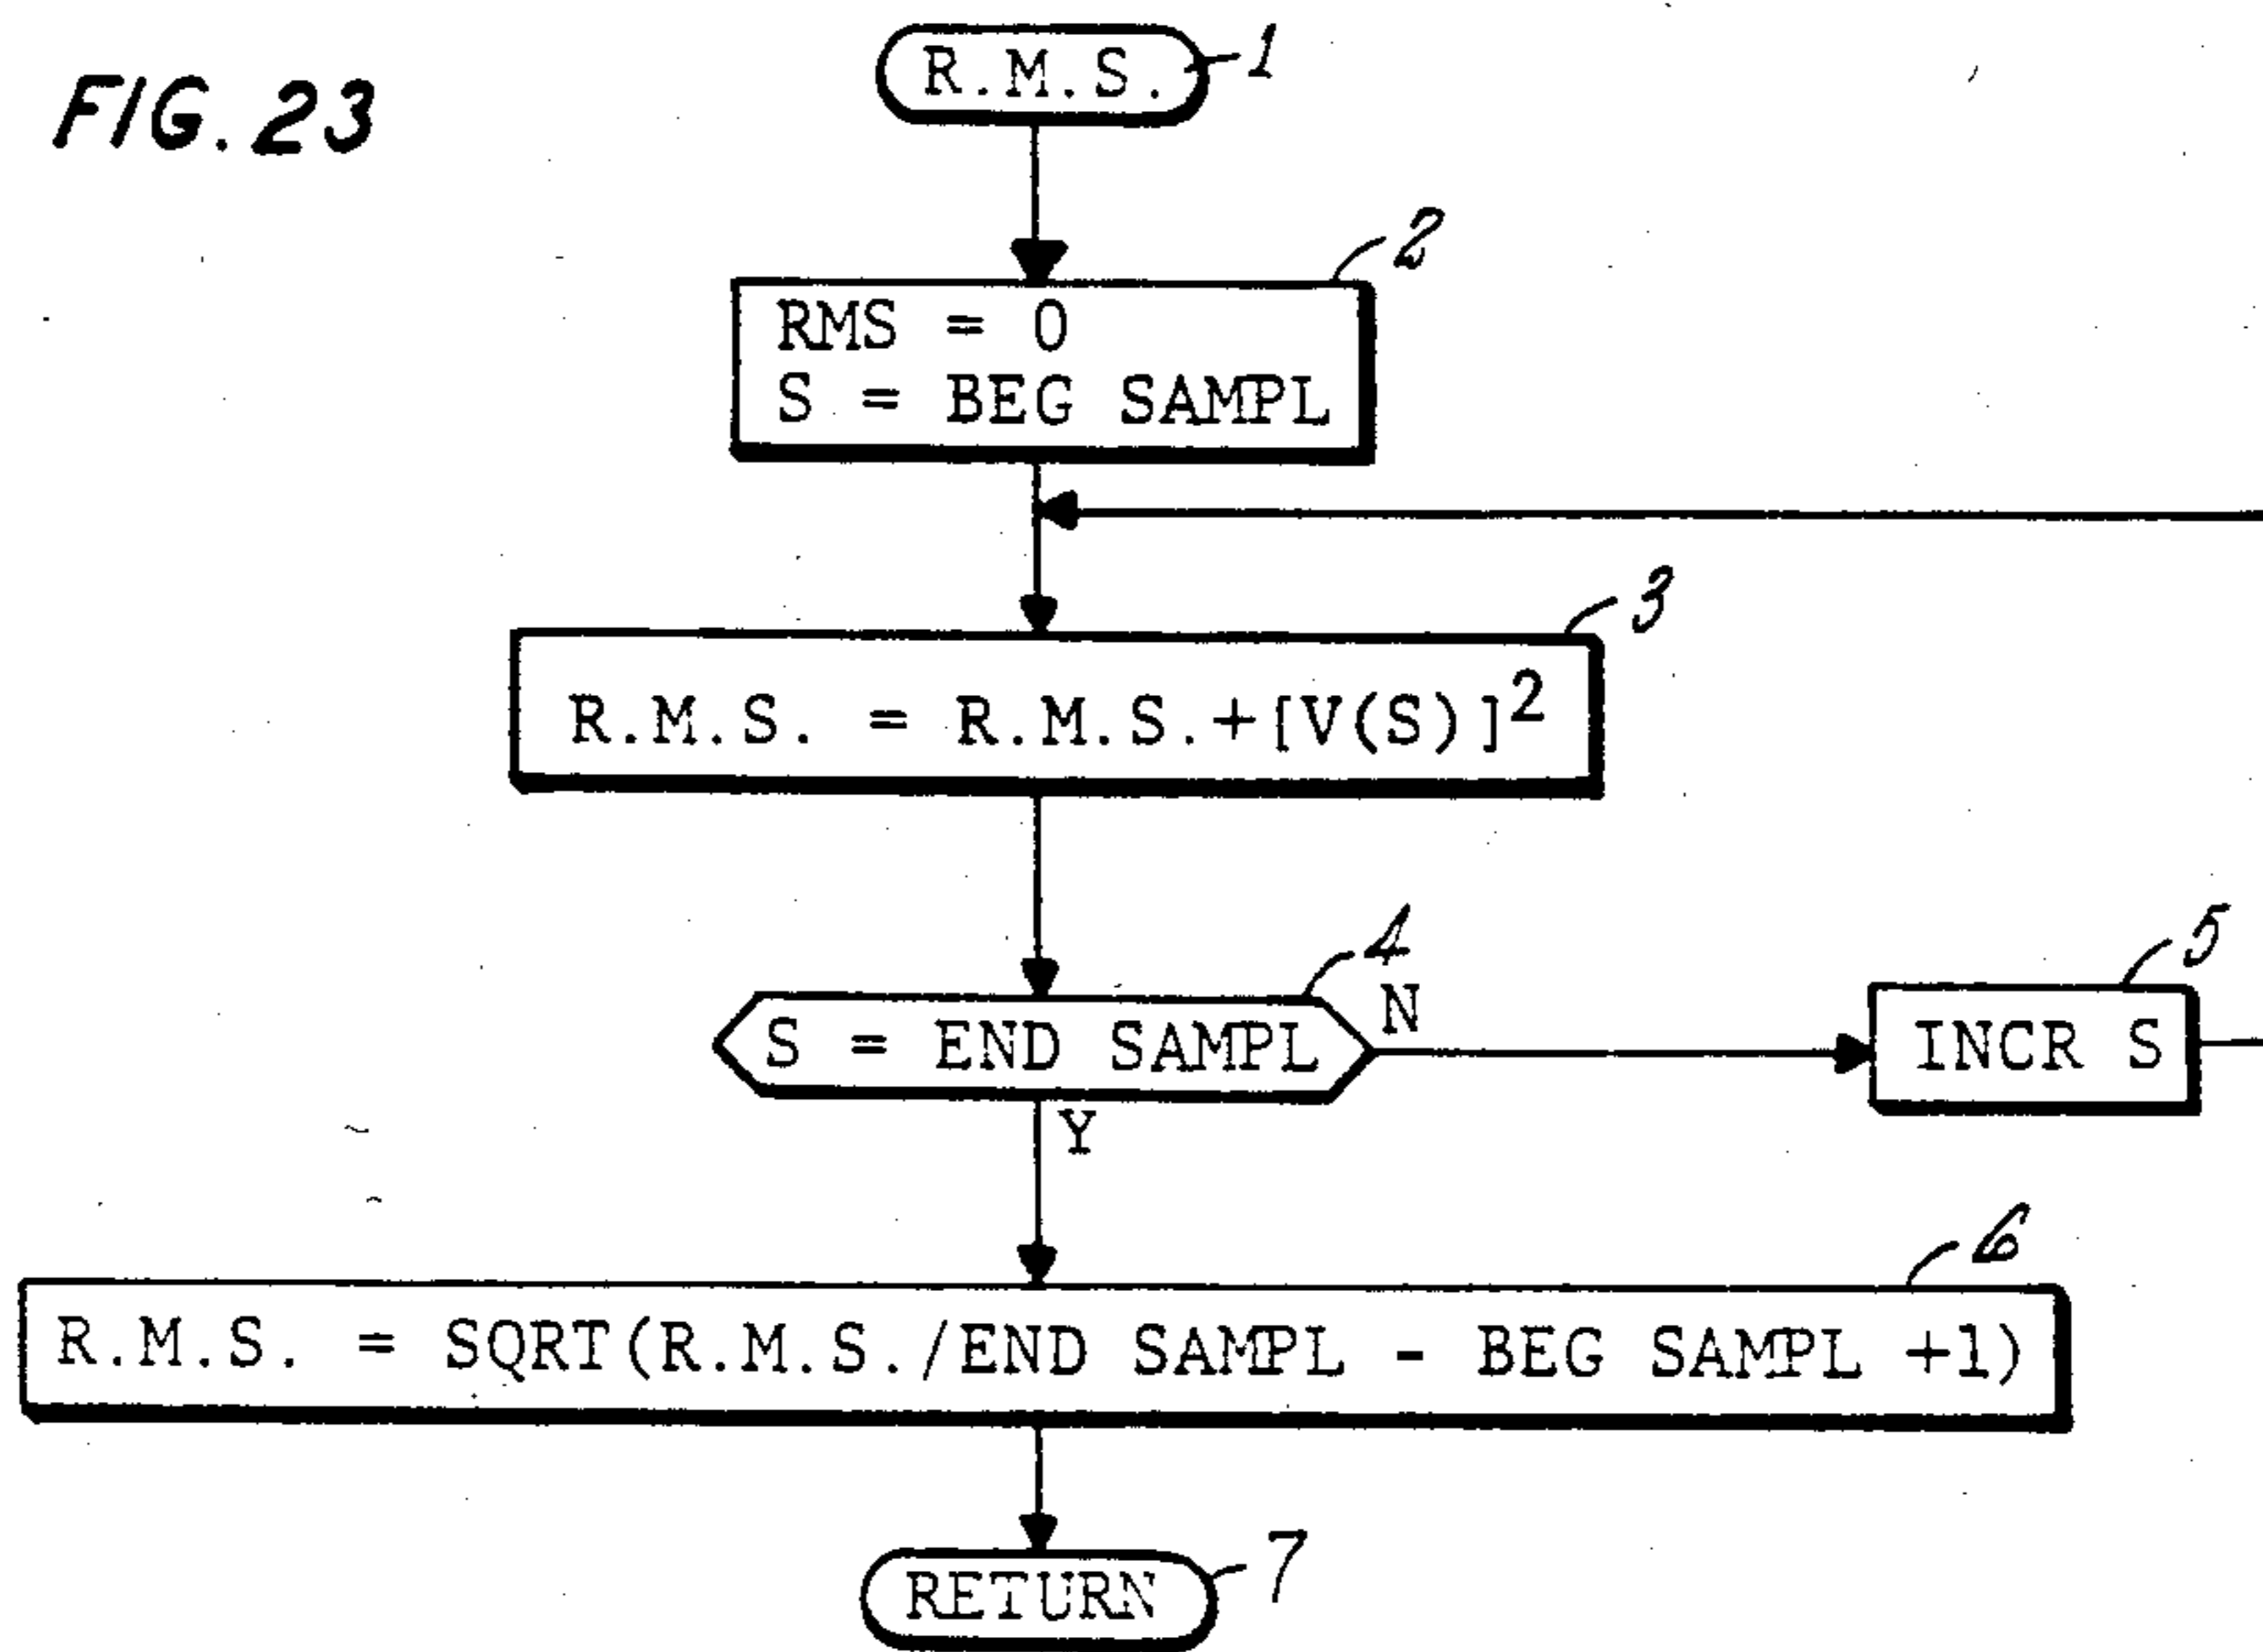 FIG. 23
R.M.S. 1
2
RMS = 0
S = BEG SAMPL
3
R.M.S. = R.M.S.+[V(S)]²
4
S = END SAMPL
N
5
INCR S
Y
6
R.M.S. = SQRT(R.M.S./END SAMPL - BEG SAMPL +1)
RETURN 7